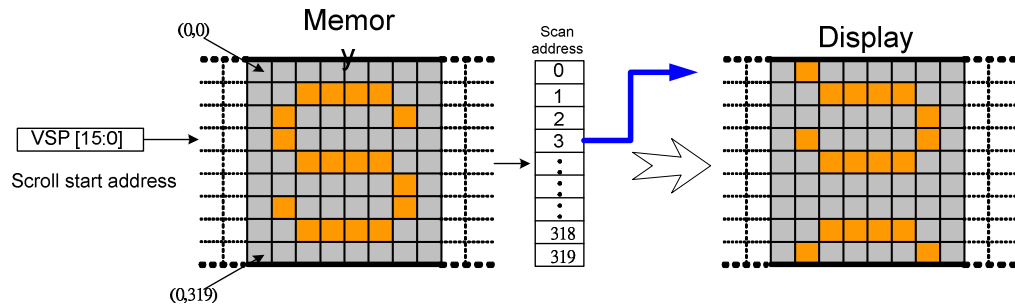 (0,0)
Memor
y
Scan
address
Display
0
1
2
3
318
319
VSP [15:0]
Scroll start address
(0,319)